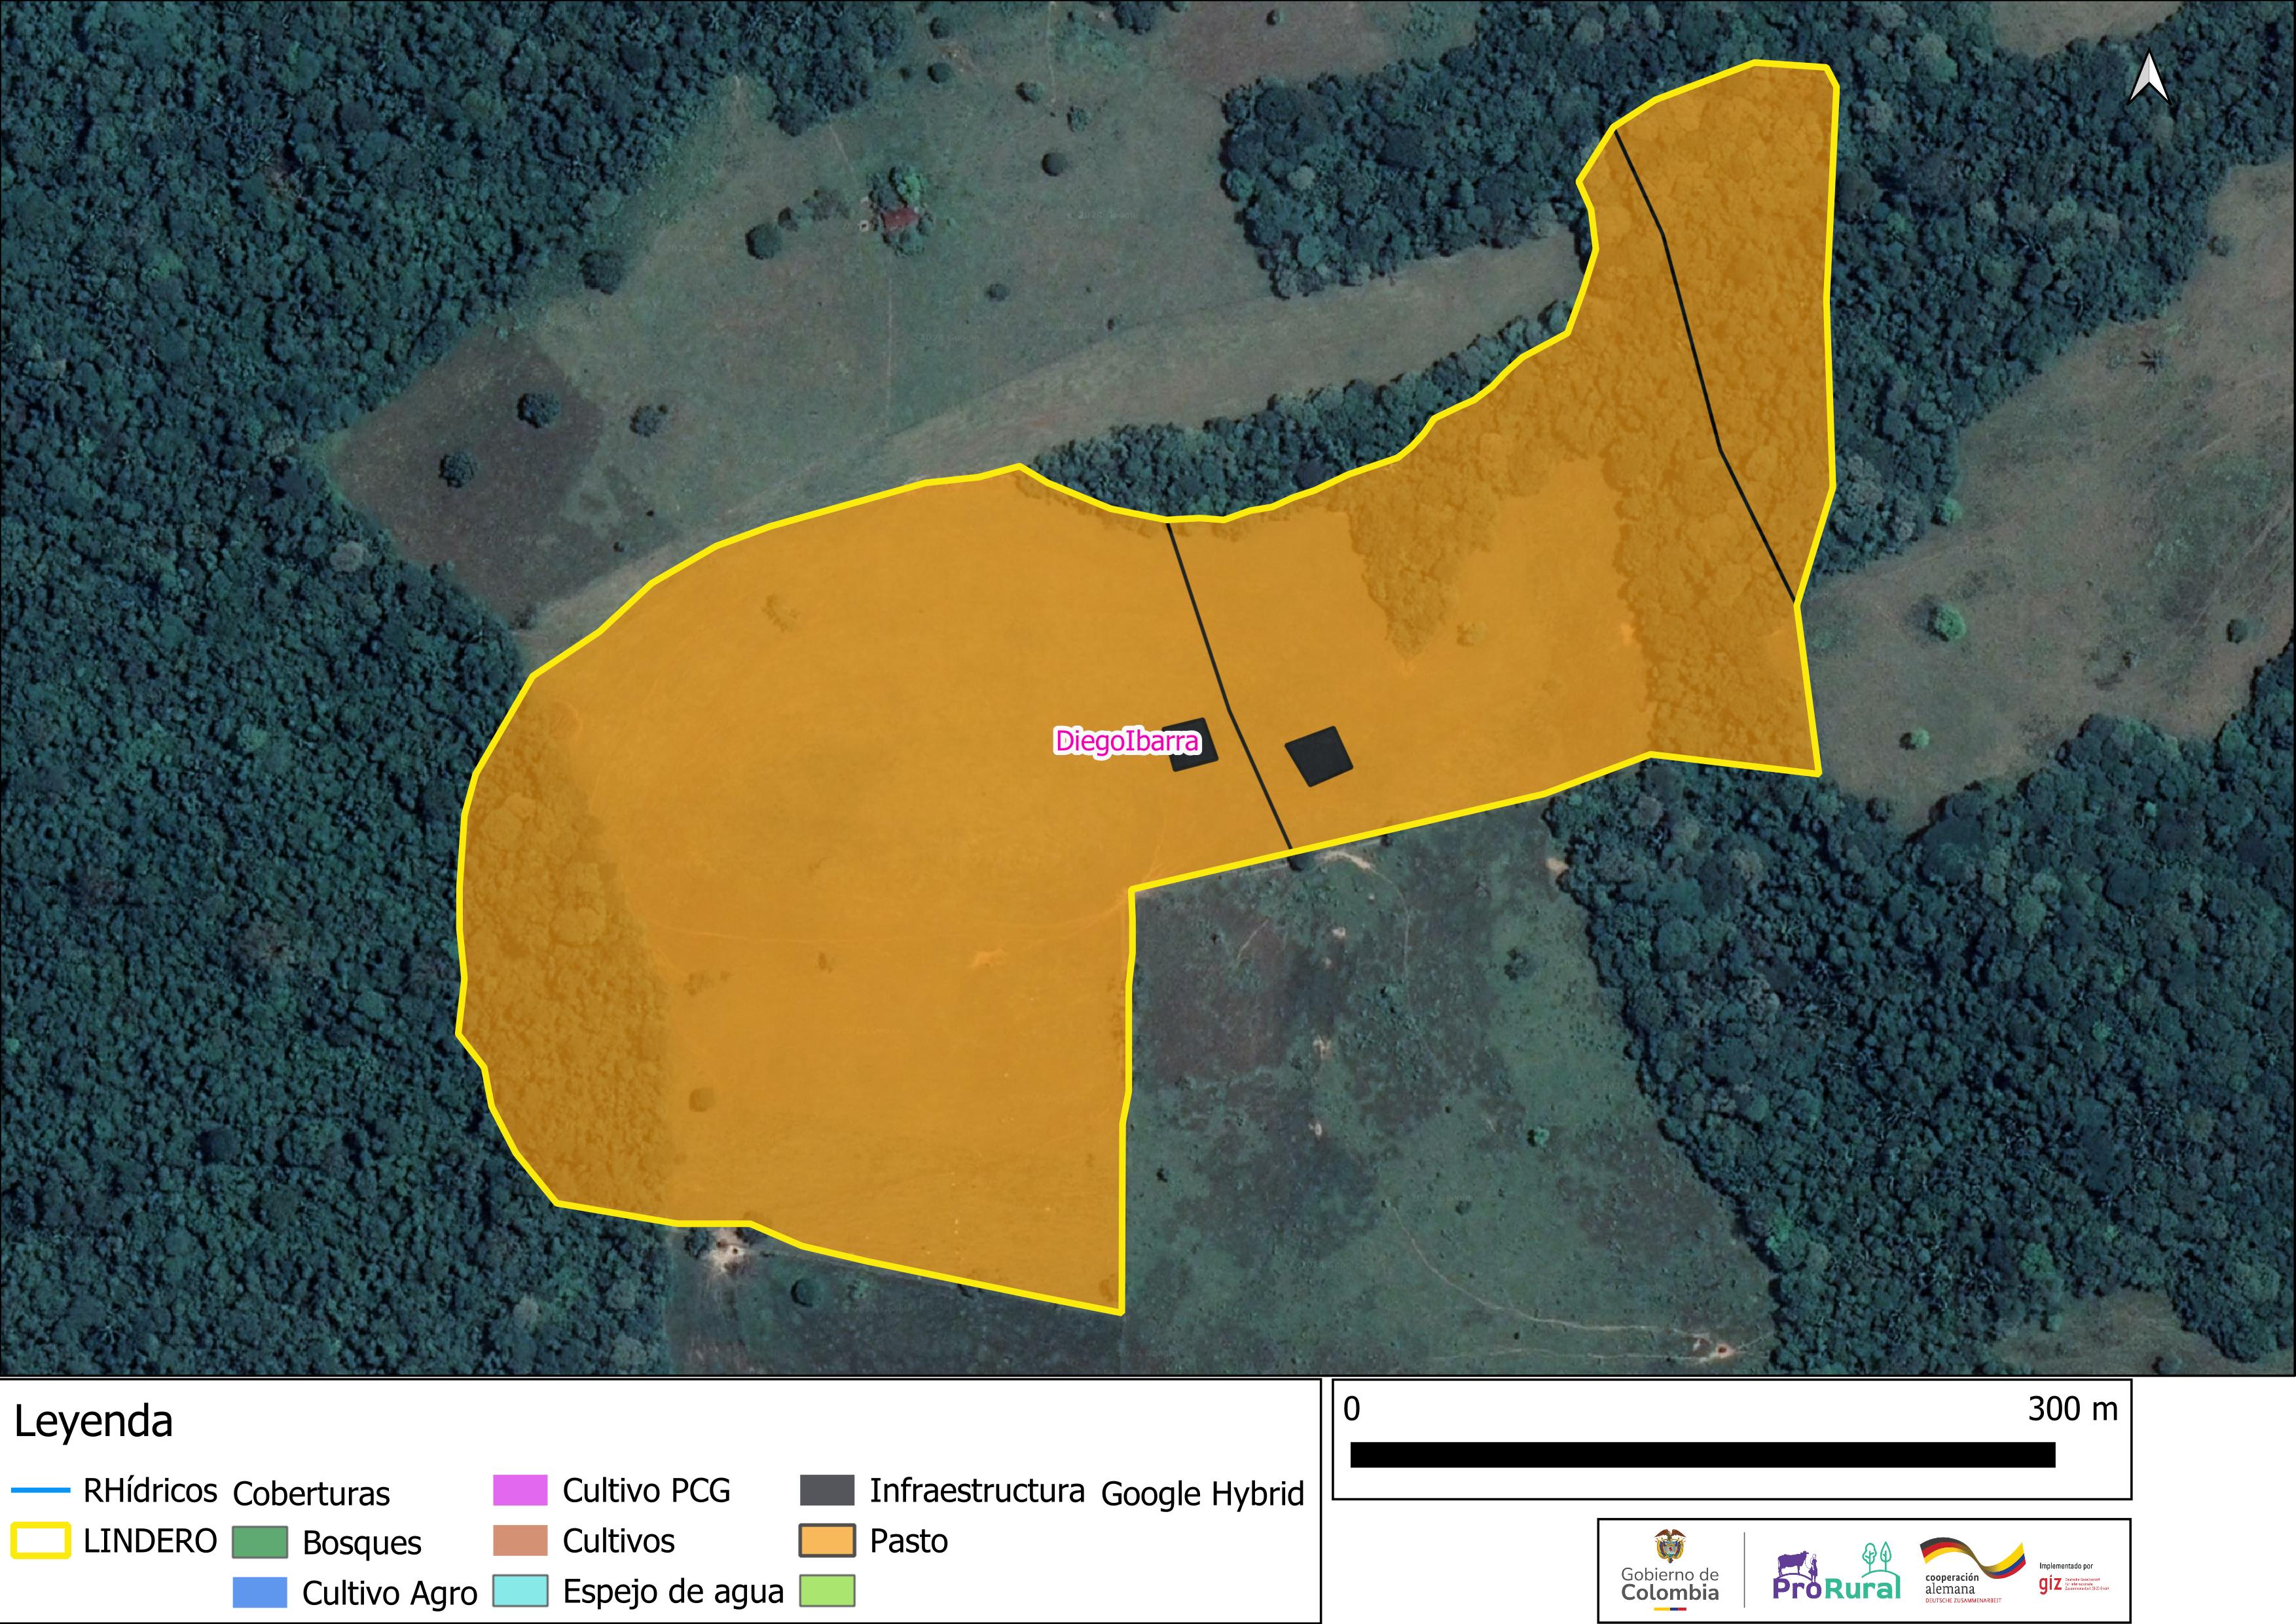 DiegoIbarra
Leyenda
RHídricos
LINDERO
Coberturas
Bosques
Cultivo Agro
Cultivo PCG
Cultivos
Espejo de agua
Infraestructura
Pasto
Google Hybrid
0 300 m
Gobierno de
Colombia
ProRural
cooperación
alemana
DEUTSCHE ZUSAMMENARBEIT
Implementado por
giz